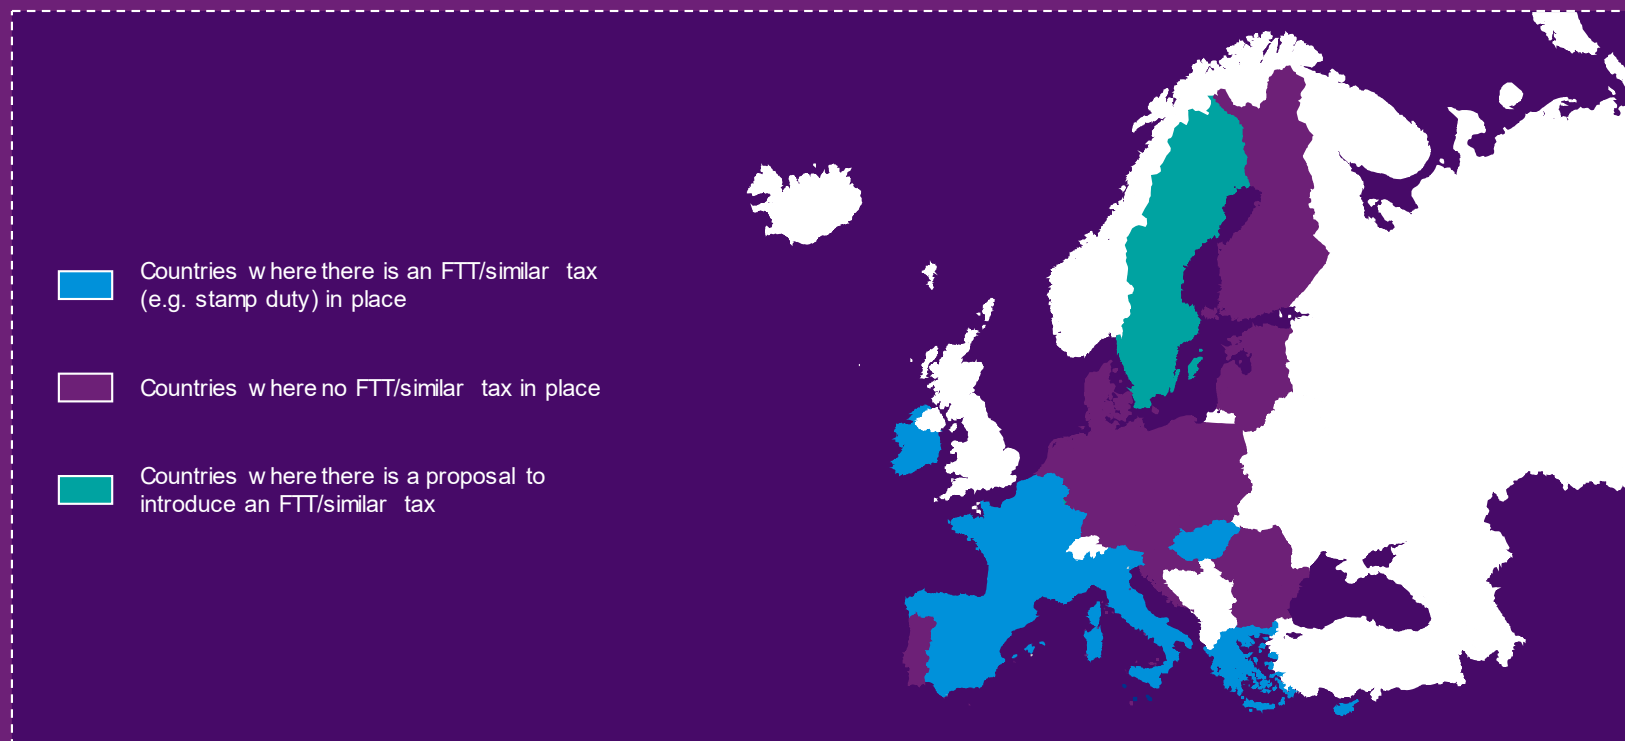 Countries where there is an FTT/similar tax
(e.g. stamp duty) in place
Countries where no FTT/similar tax in place
Countries where there is a proposal to
introduce an FTT/similar tax